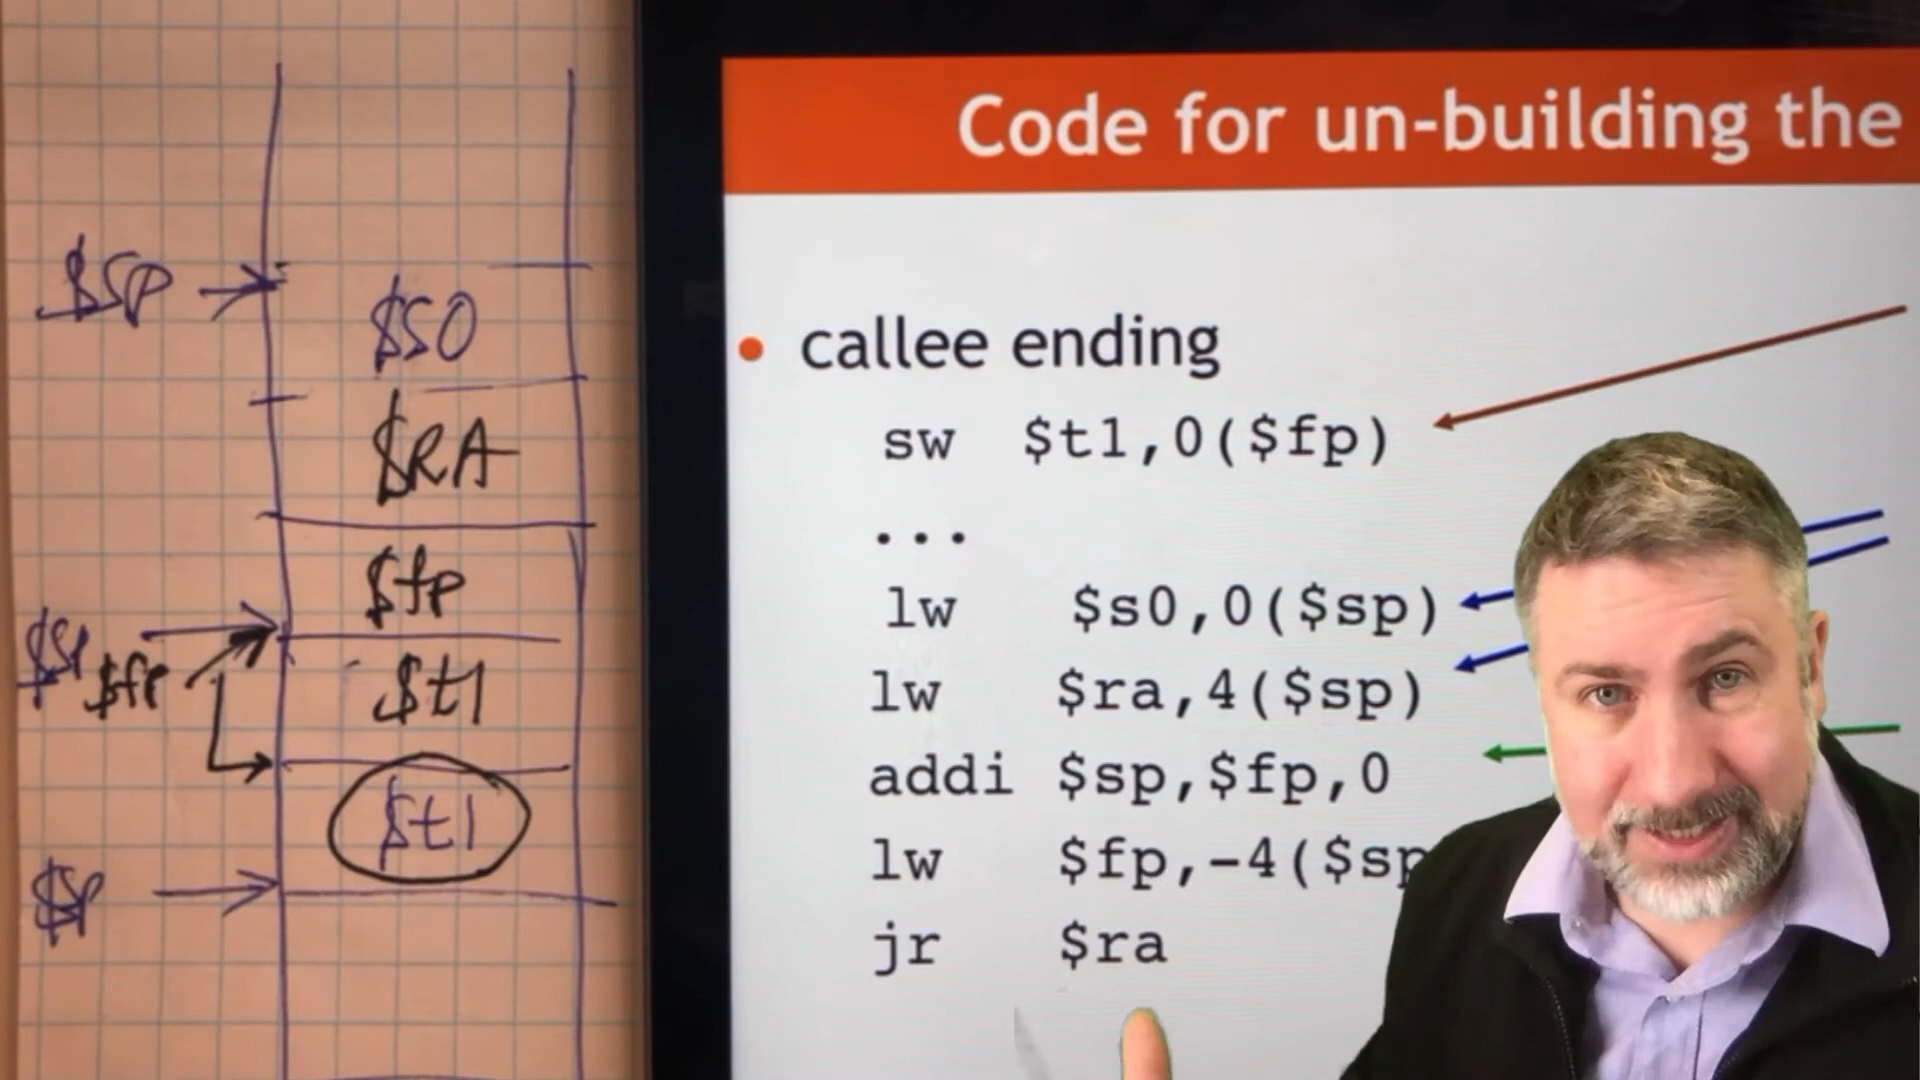 $SP
$S0
$RA
$fp
$fp
$t1
$t1
$SP
Code for un-building the
• callee ending
sw $t1,0($fp)
...
lw $s0,0($sp)
lw $ra,4($sp)
addi $sp,$fp,0
lw $fp,-4($sp
jr $ra